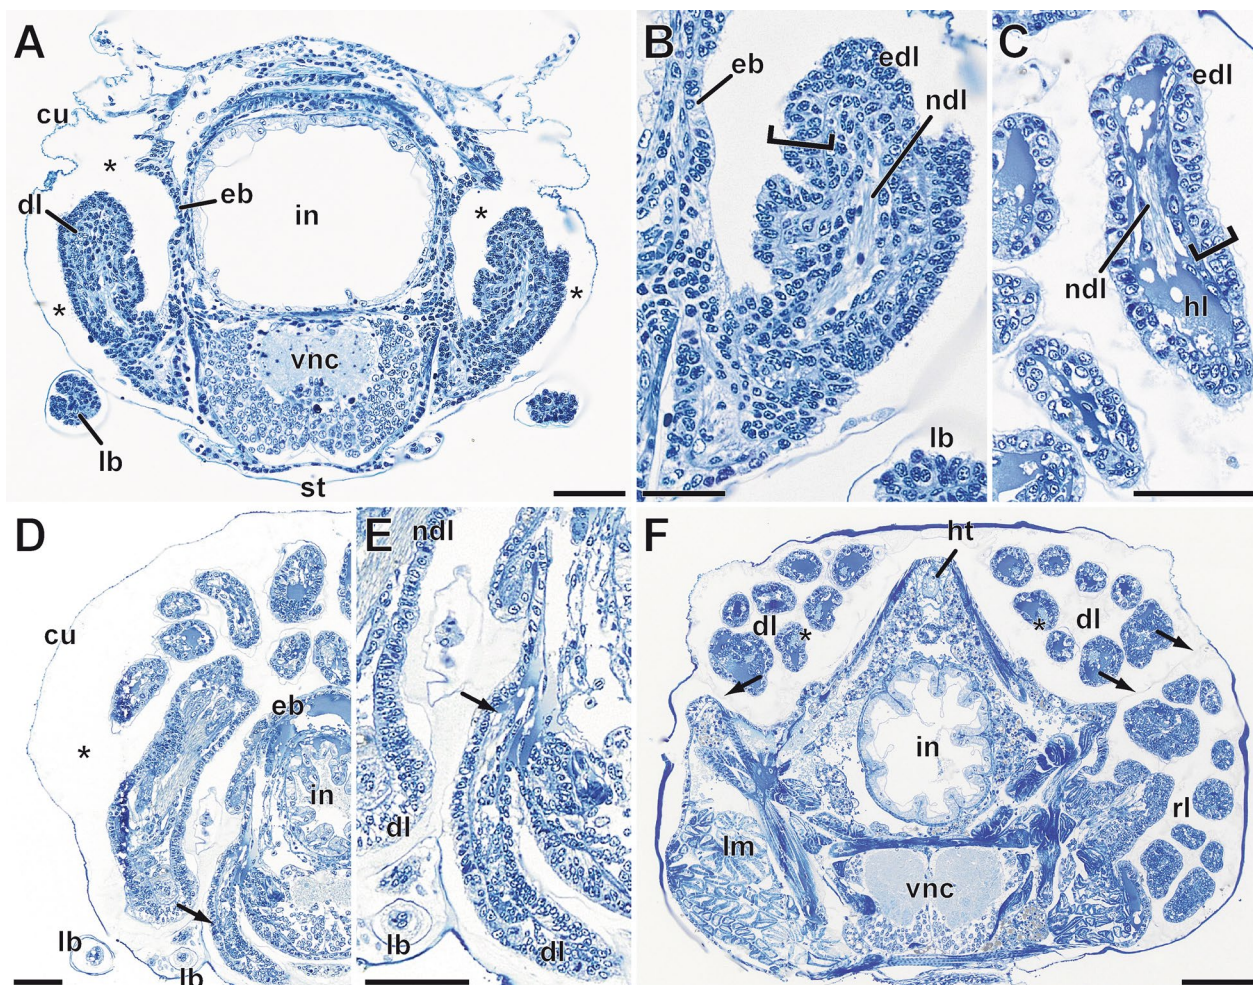 A
cu
*
dl
eb
in
*
*
*
vnc
lb
st
B
eb
edl
ndl
lb
C
edl
ndl
hl
D
cu
eb
*
in
lb
lb
E
ndl
dl
lb
dl
F
ht
dl
*
dl
*
in
rl
lm
vnc